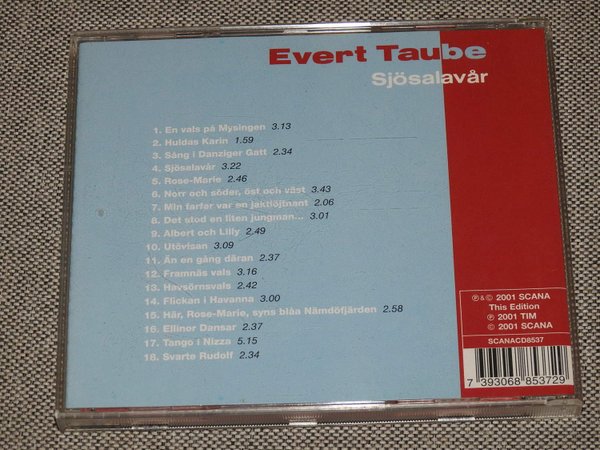 Evert Taube
Sjösalavår
1. En vals på Mysingen 3.13
2. Huldas Karin 1.59
3. Sång i Danziger Gatt 2.34
4. Sjösalavår 3.22
5. Rose-Marie 2.46
6. Norr och söder, öst och väst 3.43
7. Min farfar var en jaktlöjtnant 2.06
8. Det stod en liten jungman... 3.01
9. Albert och Lilly 2.49
10. Utövisan 3.09
11. Än en gång däran 2.37
12. Framnäs vals 3.16
13. Havsörnsvals 2.42
14. Flickan i Havanna 3.00
15. Här, Rose-Marie, syns blåa Nämdöfjärden 2.58
16. Elliner Dansar 2.37
17. Tango i Nizza 5.15
18. Svarte Rudolf 2.34
℗ & © 2001 SCANA
This Edition
℗ 2001 TIM
© 2001 SCANA
SCANACD8537
7 393068 853729